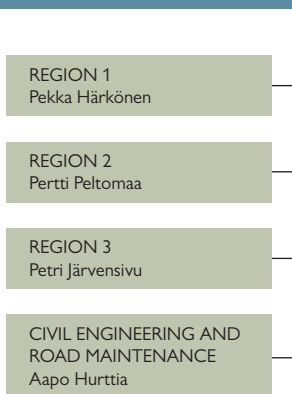 REGION 1
Pekka Härkönen
REGION 2
Pertti Peltomaa
REGION 3
Petri Järvensivu
CIVIL ENGINEERING AND
ROAD MAINTENANCE
Aapo Hurttia